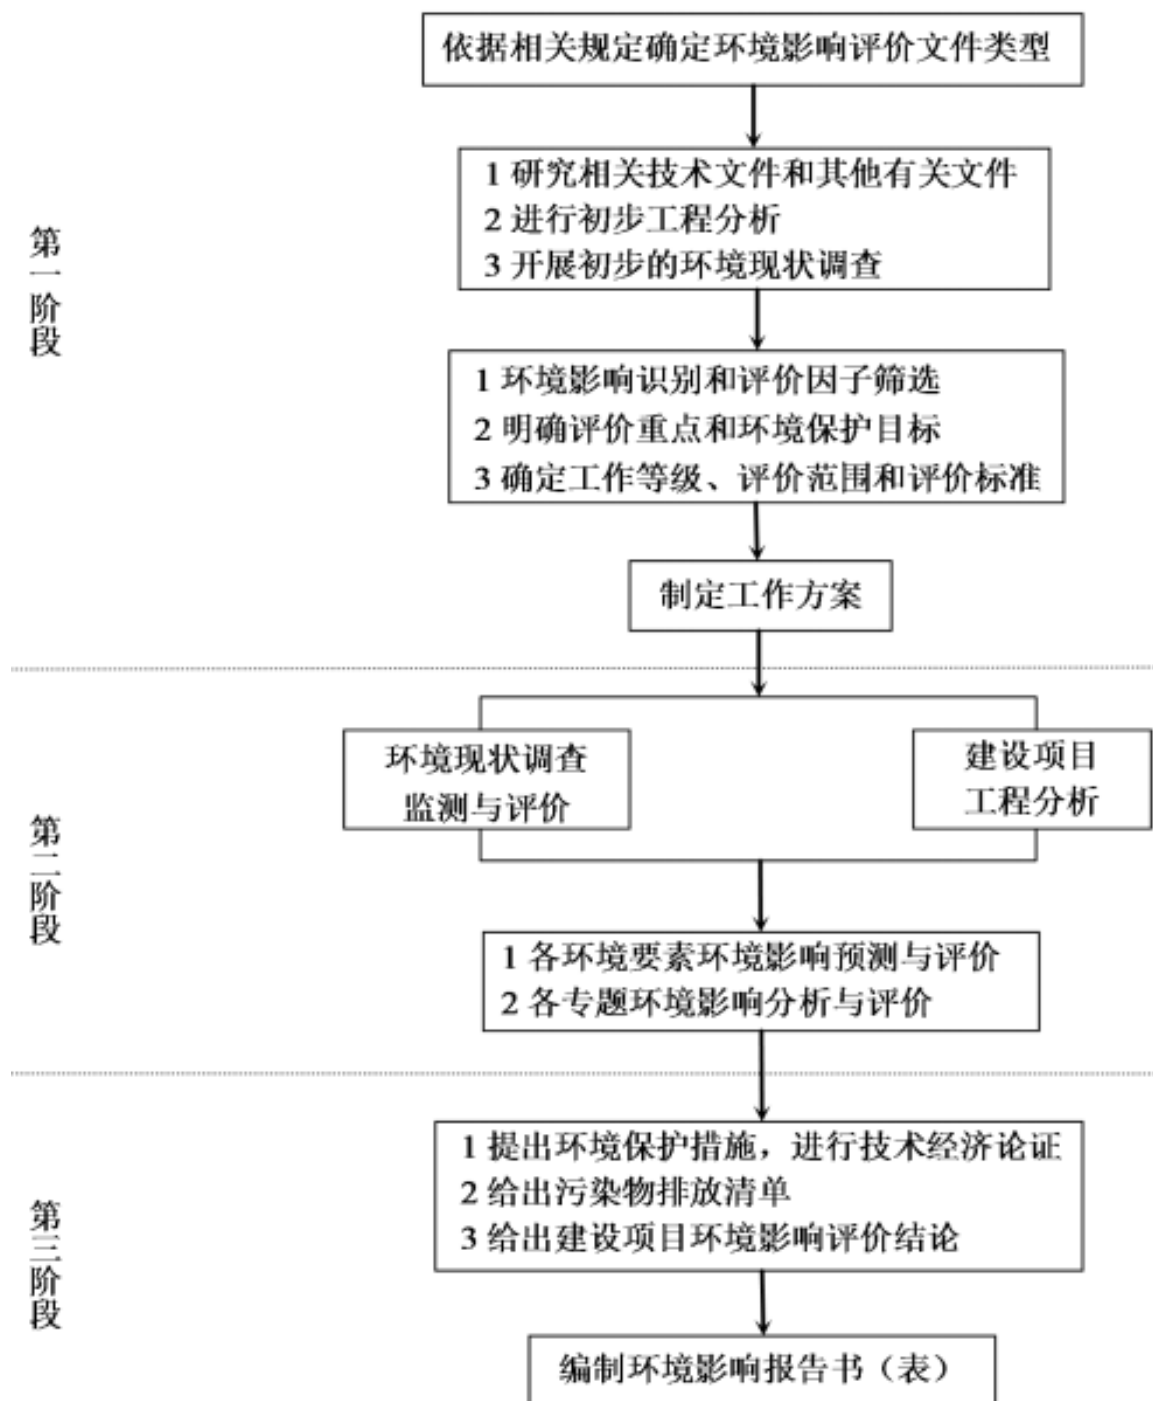 依据相关规定确定环境影响评价文件类型
1 研究相关技术文件和其他有关文件
2 进行初步工程分析
3 开展初步的环境现状调查
第一阶段
1 环境影响识别和评价因子筛选
2 明确评价重点和环境保护目标
3 确定工作等级、评价范围和评价标准
制定工作方案
环境现状调查
监测与评价
建设项目
工程分析
第二阶段
1 各环境要素环境影响预测与评价
2 各专题环境影响分析与评价
1 提出环境保护措施，进行技术经济论证
2 给出污染物排放清单
3 给出建设项目环境影响评价结论
第三阶段
编制环境影响报告书（表）